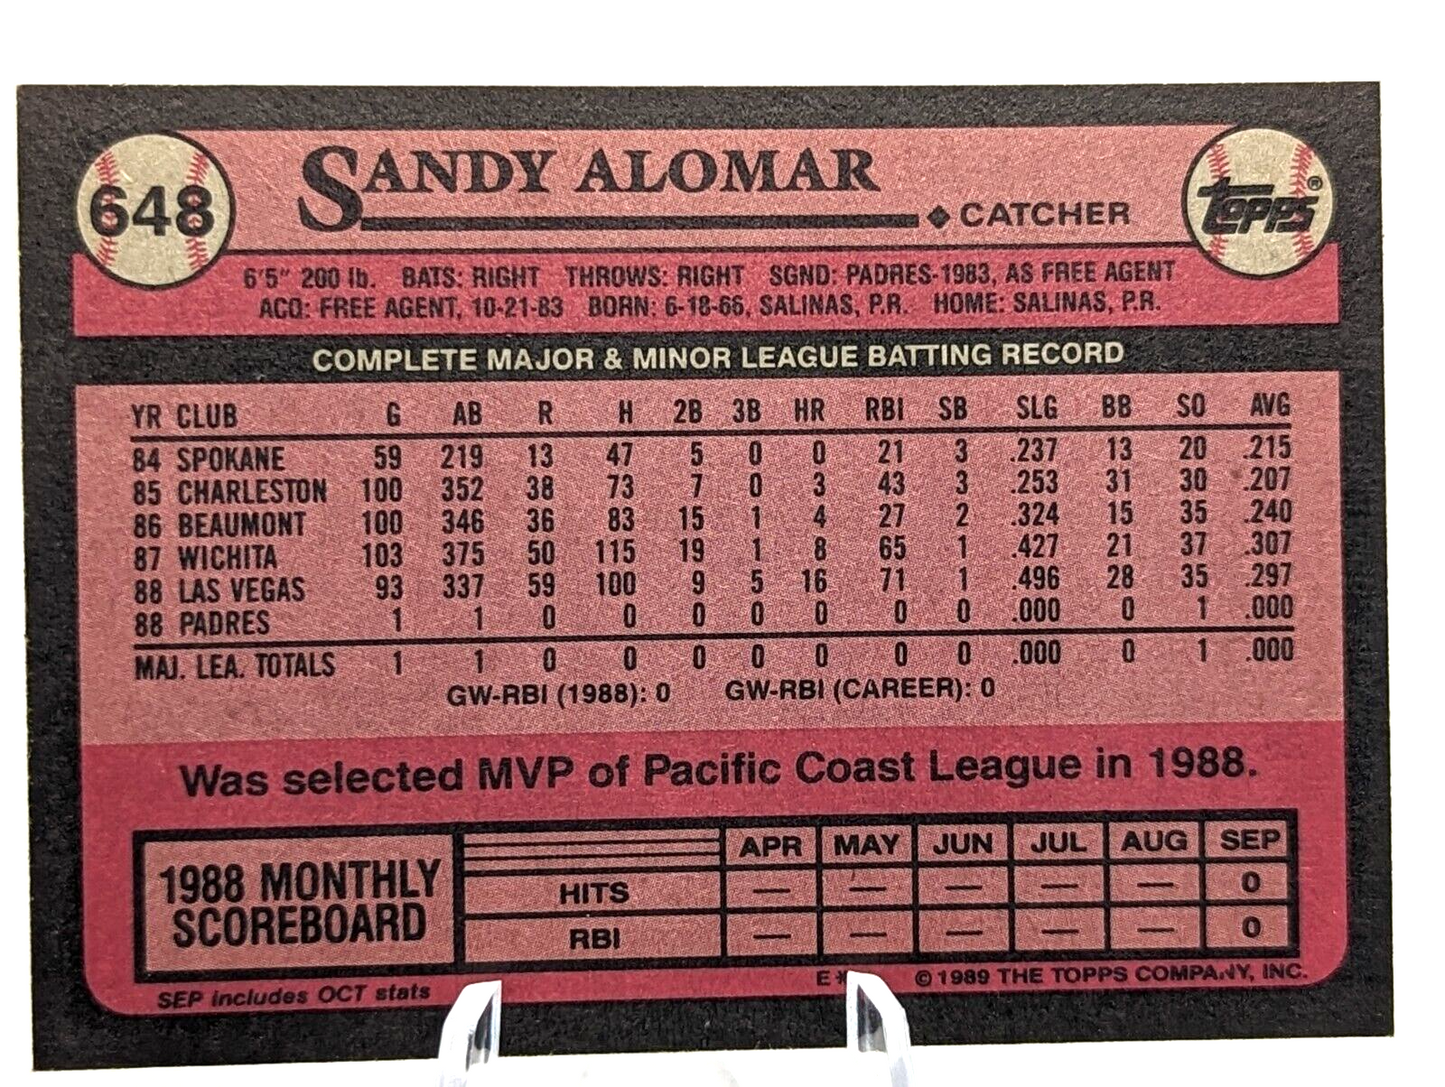 648
SANDY ALOMAR
◆ CATCHER
TOPPS®
6'5" 200 lb. BATS: RIGHT THROWS: RIGHT SGND: PADRES-1983, AS FREE AGENT
ACQ: FREE AGENT, 10-21-83 BORN: 6-18-66, SALINAS, P.R. HOME: SALINAS, P.R.
COMPLETE MAJOR & MINOR LEAGUE BATTING RECORD
YR CLUB G AB R H 2B 3B HR RBI SB SLG BB SO AVG
84 SPOKANE 59 219 13 47 5 0 0 21 3 .237 13 20 .215
85 CHARLESTON 100 352 38 73 7 0 3 43 3 .253 31 30 .207
86 BEAUMONT 100 346 36 83 15 1 4 27 2 .324 15 35 .240
87 WICHITA 103 375 50 115 19 1 8 65 1 .427 21 37 .307
88 LAS VEGAS 93 337 59 100 9 5 16 71 1 .496 28 35 .297
88 PADRES 1 1 0 0 0 0 0 0 0 .000 0 1 .000
MAJ. LEA. TOTALS 1 1 0 0 0 0 0 0 0 .000 0 1 .000
GW-RBI (1988): 0 GW-RBI (CAREER): 0
Was selected MVP of Pacific Coast League in 1988.
1988 MONTHLY
SCOREBOARD
APR MAY JUN JUL AUG SEP
HITS — — — — — 0
RBI — — — — — 0
SEP includes OCT stats
E* © 1989 THE TOPPS COMPANY, INC.